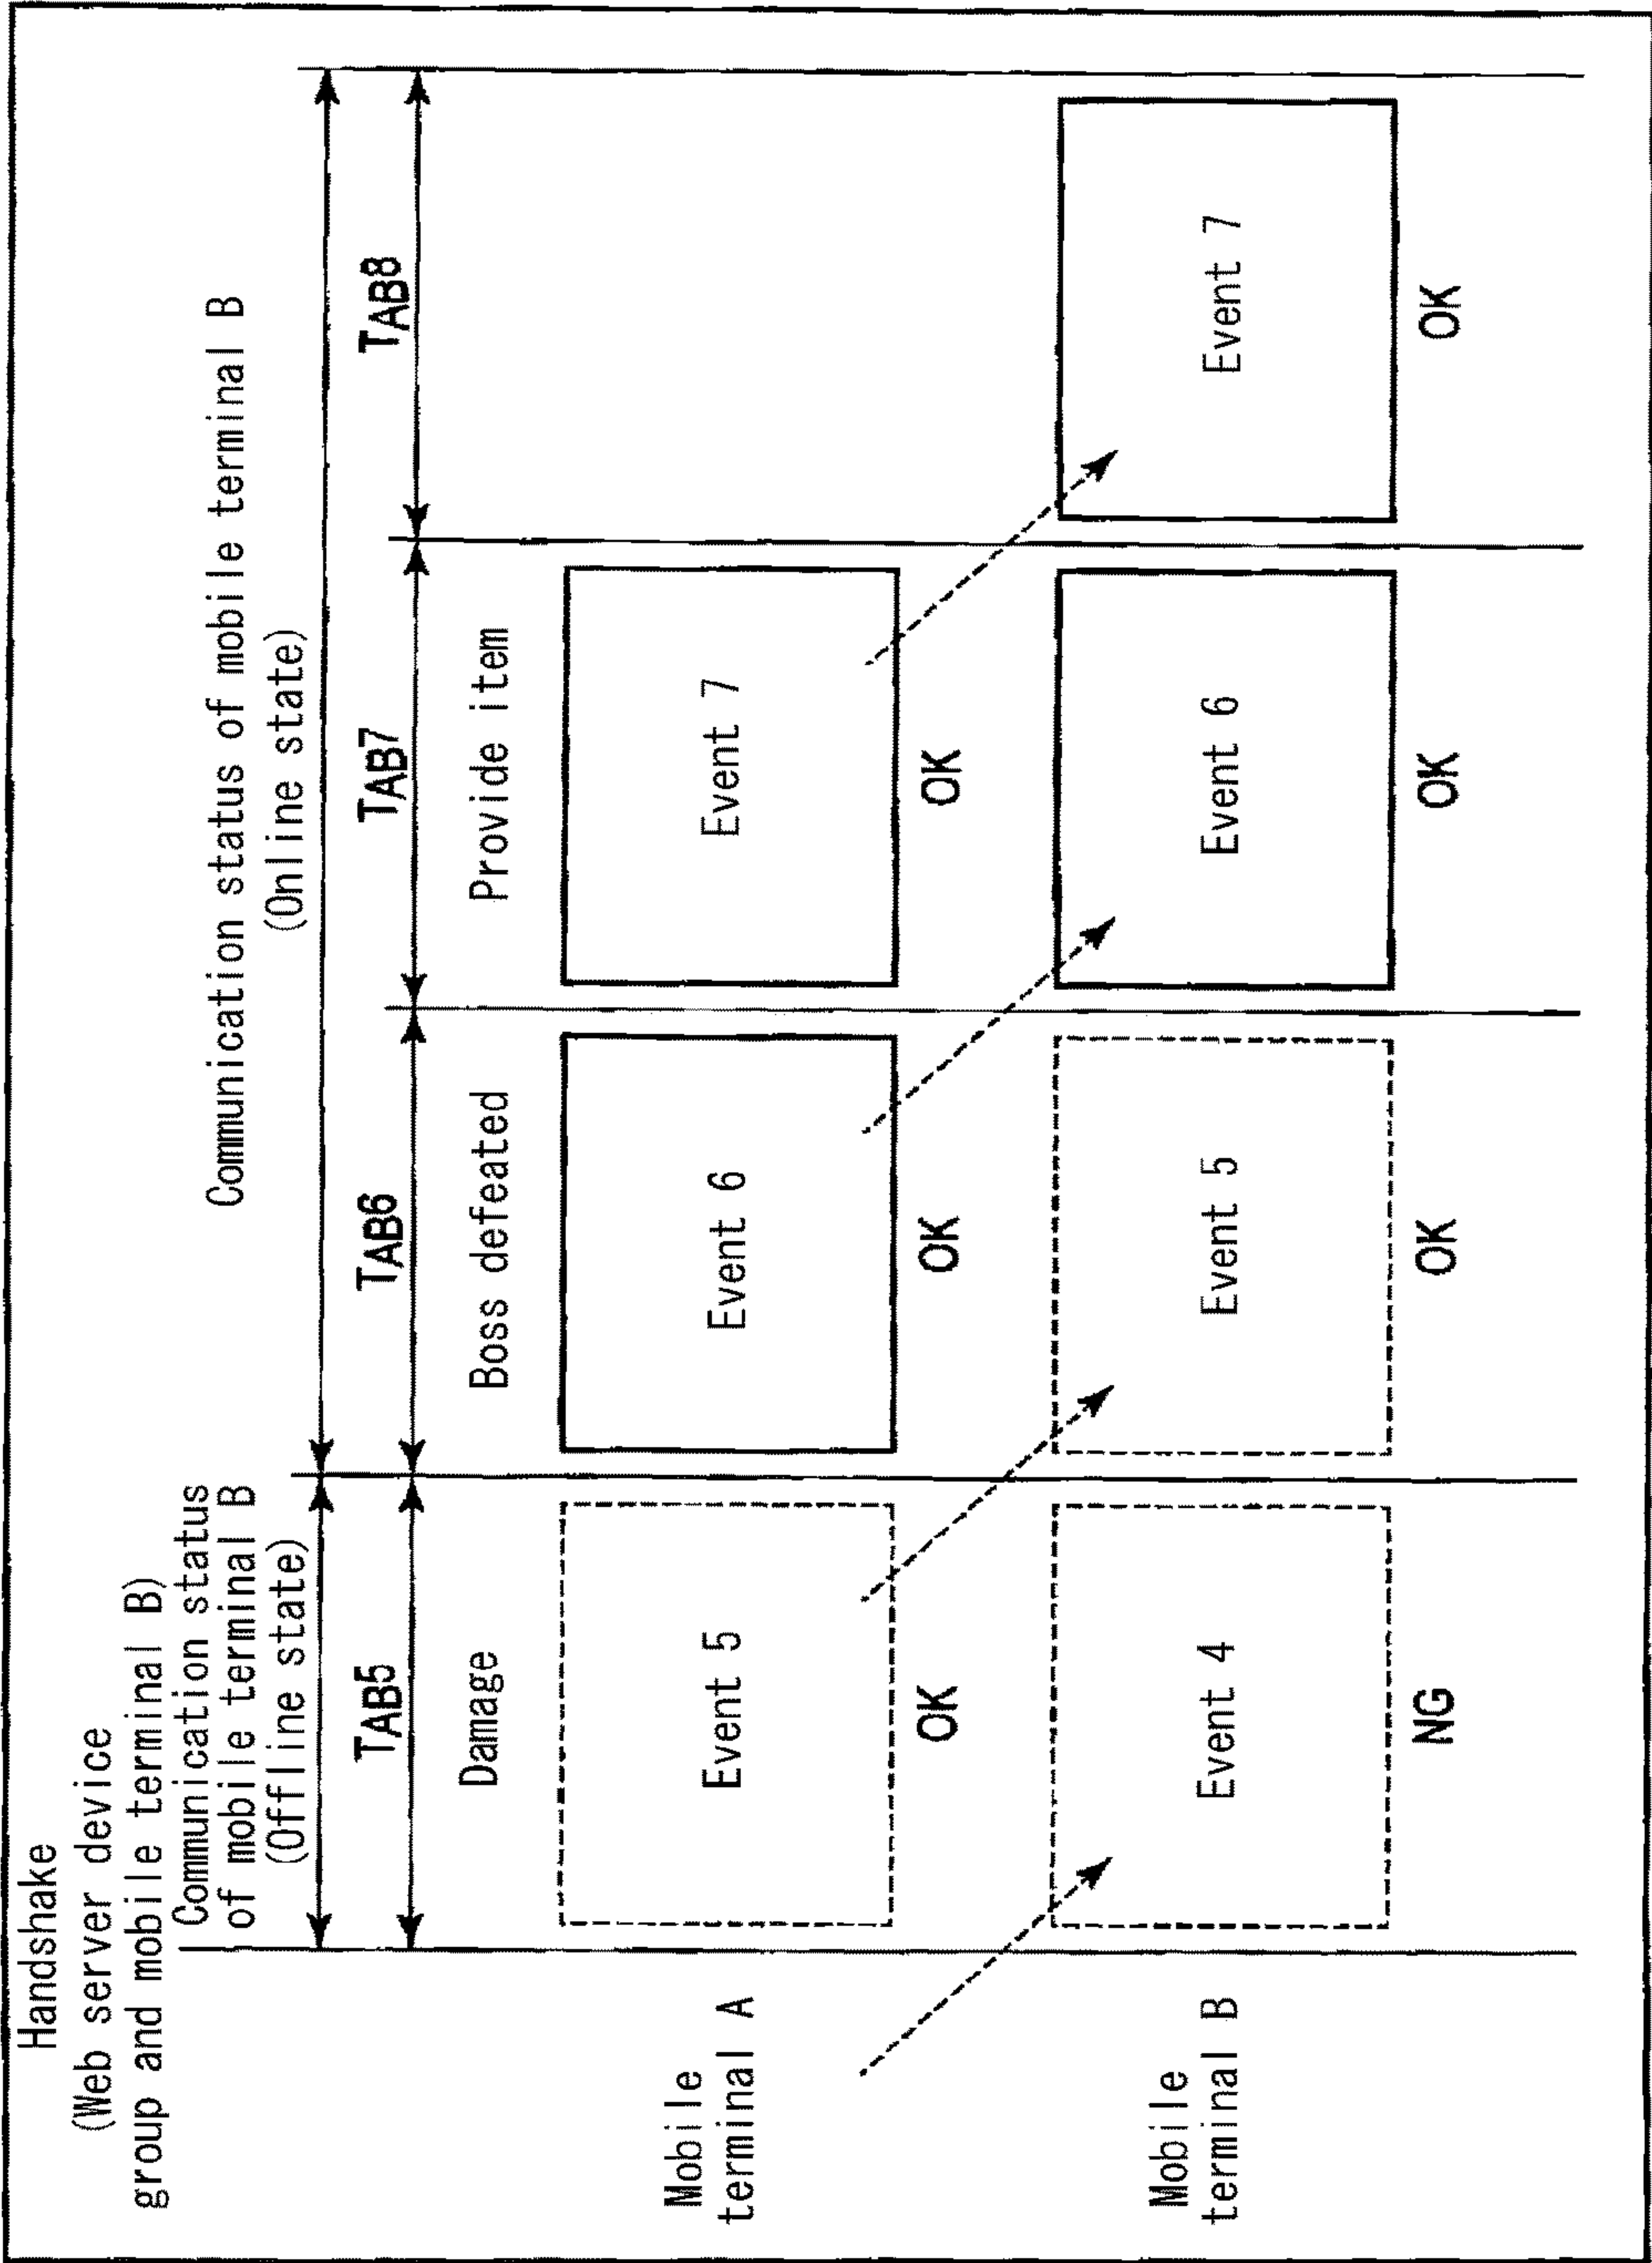 Handshake
(Web server device
group and mobile terminal B)
Communication status
of mobile terminal B
(Offline state)
Communication status of mobile terminal B
(Online state)
TAB5
TAB6
TAB7
TAB8
Damage
Boss defeated
Provide item
Mobile
terminal A
Event 5
Event 6
Event 7
OK
OK
OK
Mobile
terminal B
Event 4
Event 5
Event 6
Event 7
NG
OK
OK
OK